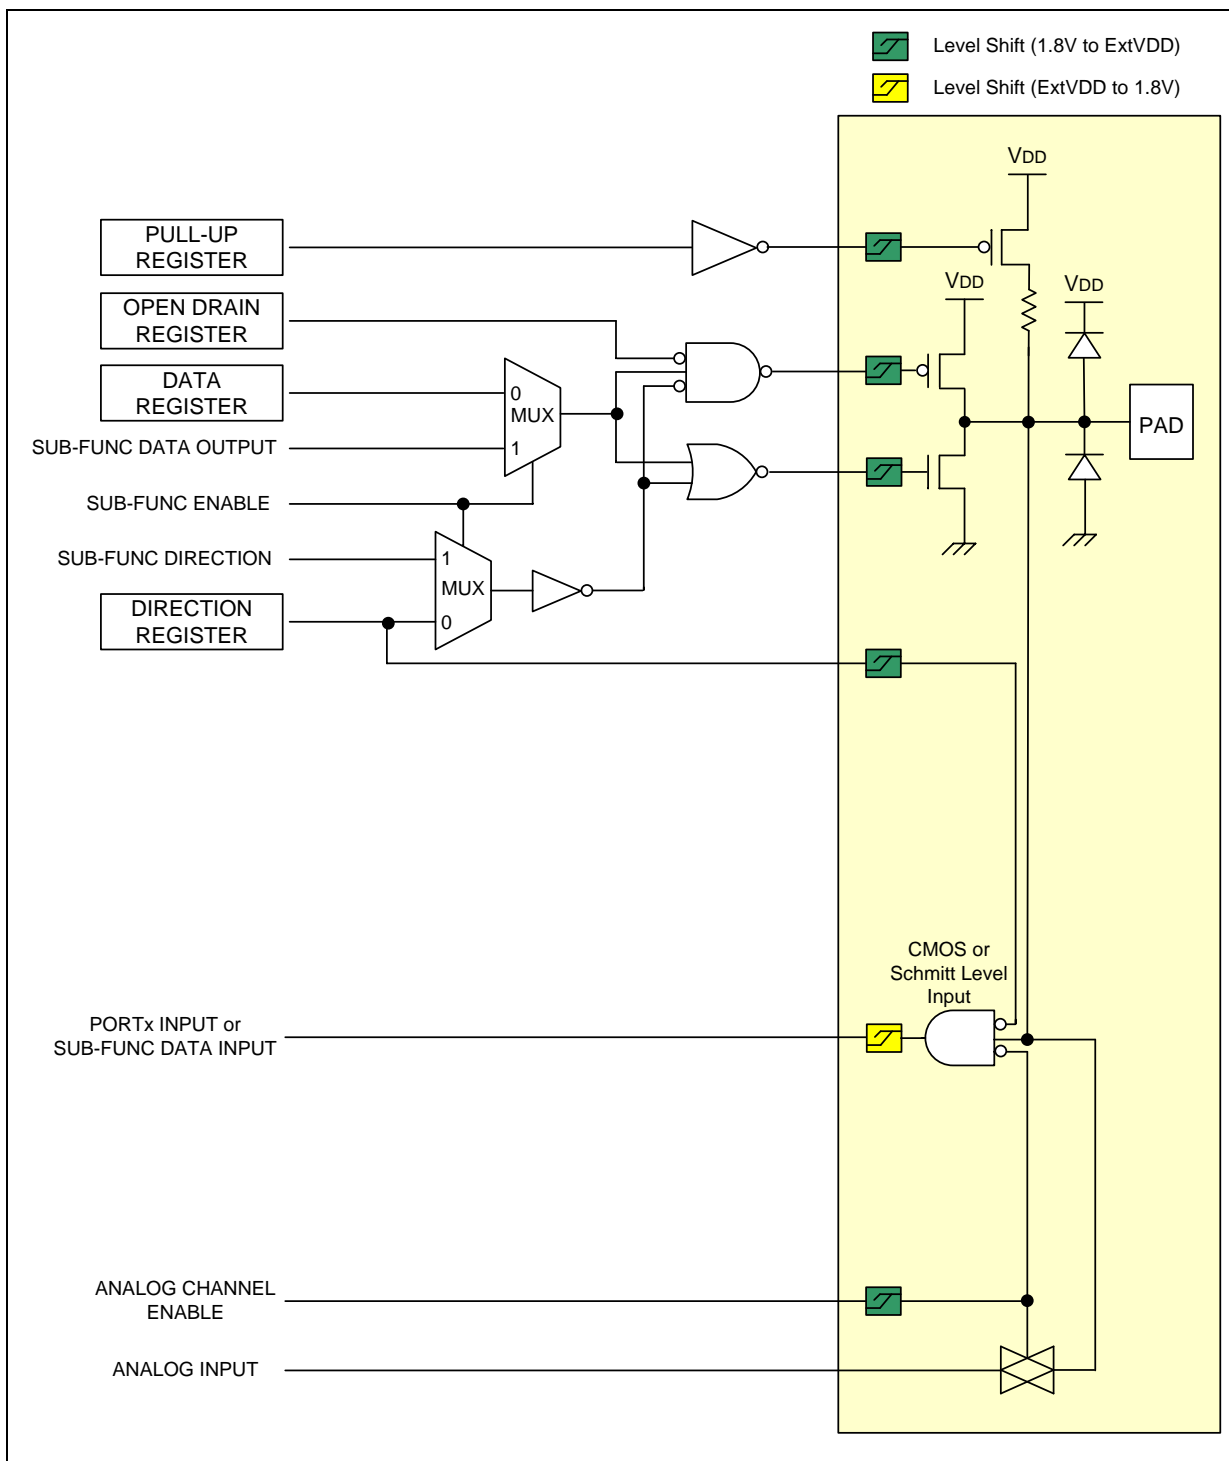 Level Shift (1.8V to ExtVDD)
Level Shift (ExtVDD to 1.8V)
VDD
PULL-UP
REGISTER
VDD
VDD
OPEN DRAIN
REGISTER
DATA
REGISTER
0
MUX
1
PAD
SUB-FUNC DATA OUTPUT
SUB-FUNC ENABLE
SUB-FUNC DIRECTION
1
MUX
0
DIRECTION
REGISTER
CMOS or
Schmitt Level
Input
PORTx INPUT or
SUB-FUNC DATA INPUT
ANALOG CHANNEL
ENABLE
ANALOG INPUT